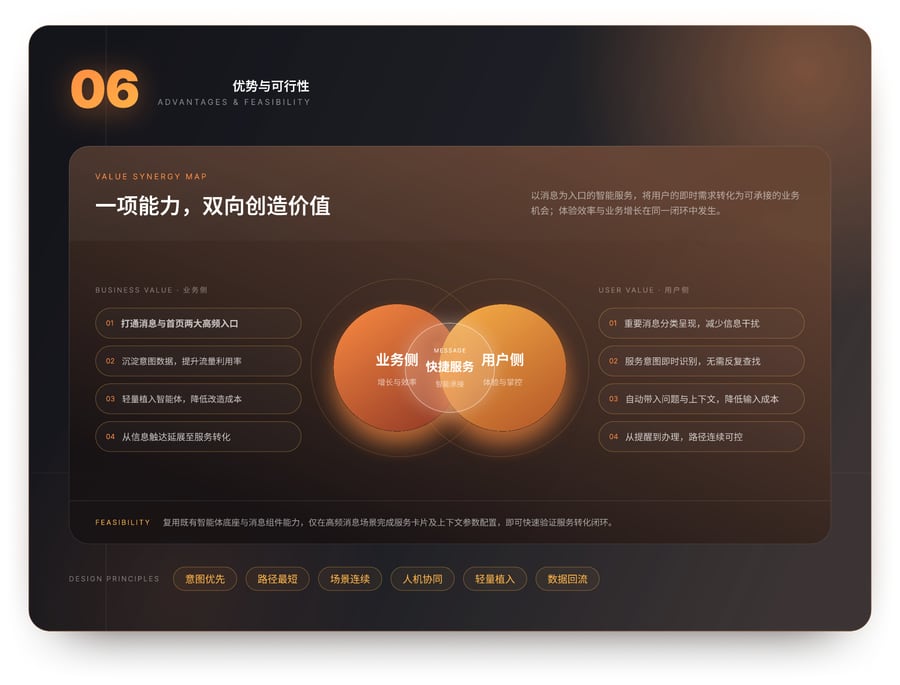 06
优势与可行性
ADVANTAGES & FEASIBILITY
VALUE SYNERGY MAP
一项能力，双向创造价值
以消息为入口的智能服务，将用户的即时需求转化为可承接的业务
机会；体验效率与业务增长在同一闭环中发生。
BUSINESS VALUE · 业务侧
01 打通消息与首页两大高频入口
02 沉淀意图数据，提升流量利用率
03 轻量植入智能体，降低改造成本
04 从信息触达延展至服务转化
业务侧
增长与效率
MESSAGE
快捷服务
智能承接
用户侧
体验与掌控
USER VALUE · 用户侧
01 重要消息分类呈现，减少信息干扰
02 服务意图即时识别，无需反复查找
03 自动带入问题与上下文，降低输入成本
04 从提醒到办理，路径连续可控
FEASIBILITY 复用既有智能体底座与消息组件能力，仅在高频消息场景完成服务卡片及上下文参数配置，即可快速验证服务转化闭环。
DESIGN PRINCIPLES 意图优先 路径最短 场景连续 人机协同 轻量植入 数据回流